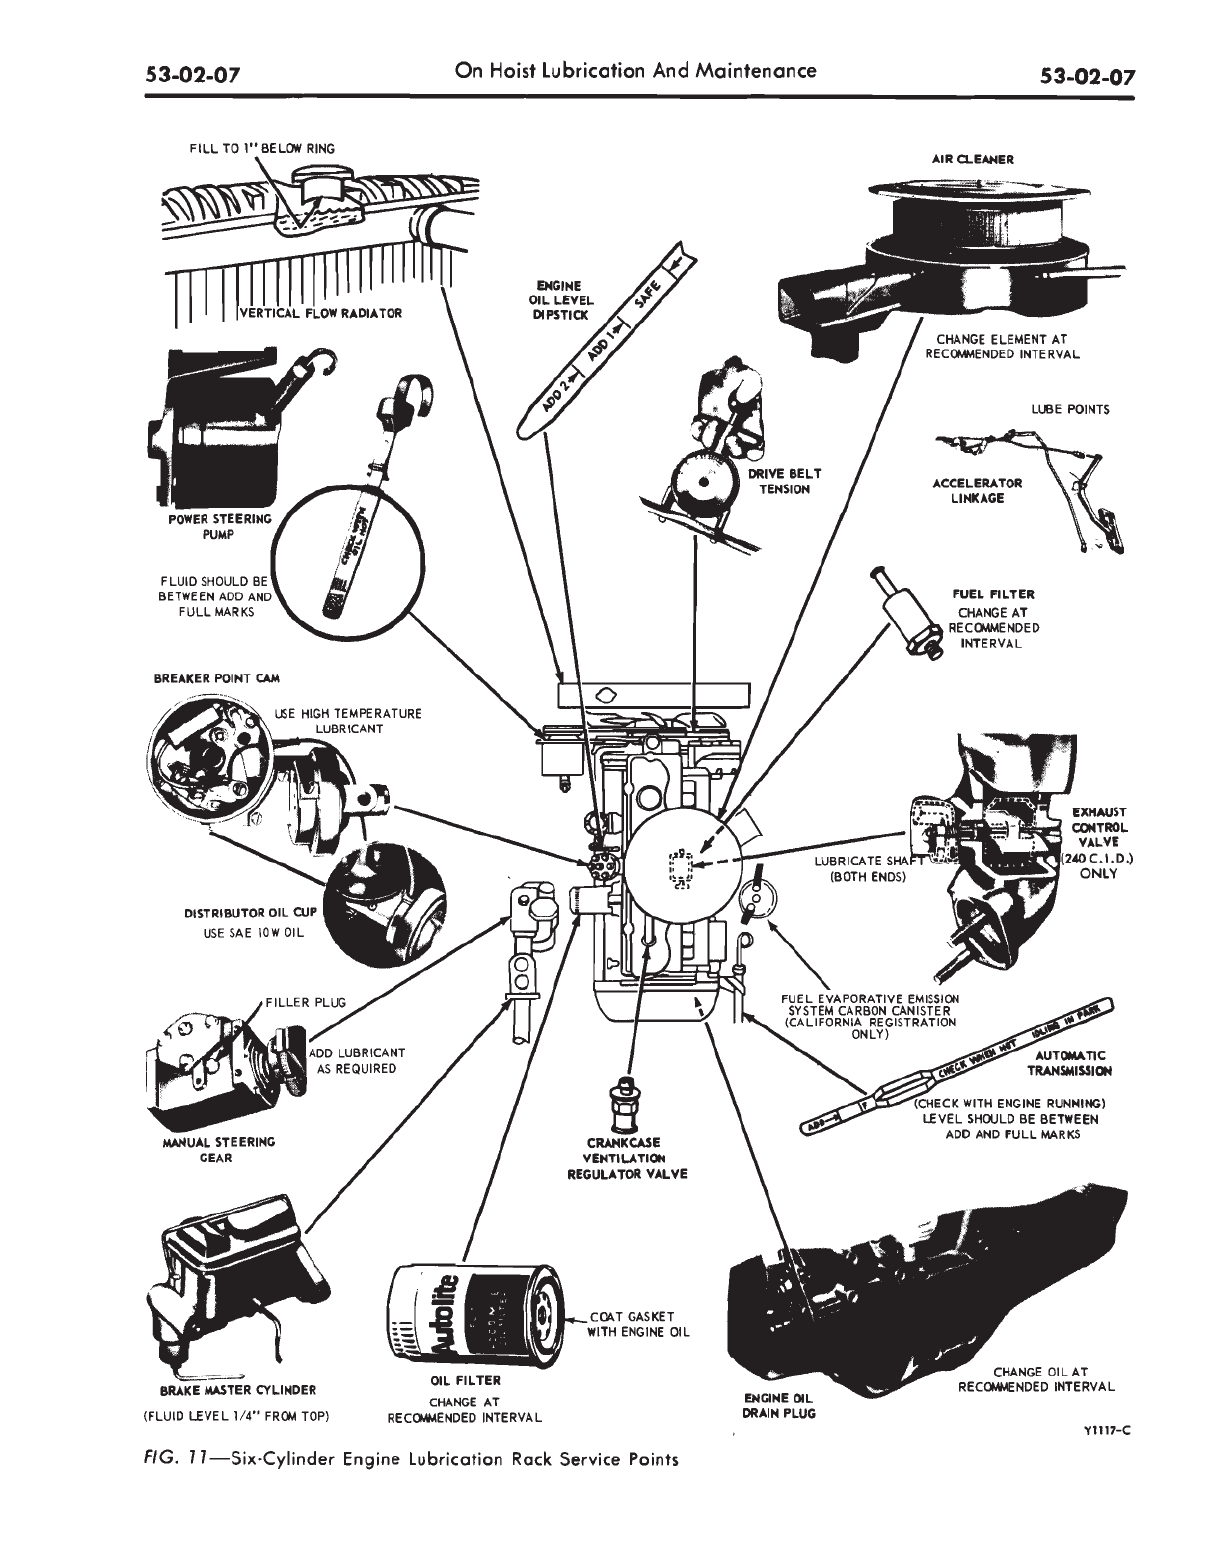 53-02-07
On Hoist Lubrication And Maintenance
53-02-07
FILL TO 1" BELOW RING
VERTICAL FLOW RADIATOR
ENGINE
OIL LEVEL
DIPSTICK
ADD 2
ADD 1
SAFE
AIR CLEANER
CHANGE ELEMENT AT
RECOMMENDED INTERVAL
POWER STEERING
PUMP
FLUID SHOULD BE
BETWEEN ADD AND
FULL MARKS
CHECK WHEN
OIL HOT
DRIVE BELT
TENSION
LUBE POINTS
ACCELERATOR
LINKAGE
FUEL FILTER
CHANGE AT
RECOMMENDED
INTERVAL
BREAKER POINT CAM
USE HIGH TEMPERATURE
LUBRICANT
DISTRIBUTOR OIL CUP
USE SAE 10W OIL
EXHAUST
CONTROL
VALVE
(240 C.I.D.)
ONLY
LUBRICATE SHAFT
(BOTH ENDS)
FUEL EVAPORATIVE EMISSION
SYSTEM CARBON CANISTER
(CALIFORNIA REGISTRATION
ONLY)
FILLER PLUG
ADD LUBRICANT
AS REQUIRED
MANUAL STEERING
GEAR
CRANKCASE
VENTILATION
REGULATOR VALVE
ADD
F
CHECK WHEN HOT IDLING IN PARK
AUTOMATIC
TRANSMISSION
(CHECK WITH ENGINE RUNNING)
LEVEL SHOULD BE BETWEEN
ADD AND FULL MARKS
BRAKE MASTER CYLINDER
(FLUID LEVEL 1/4" FROM TOP)
Autolite
COAT GASKET
WITH ENGINE OIL
OIL FILTER
CHANGE AT
RECOMMENDED INTERVAL
ENGINE OIL
DRAIN PLUG
CHANGE OIL AT
RECOMMENDED INTERVAL
Y1117-C
FIG. 11—Six-Cylinder Engine Lubrication Rack Service Points